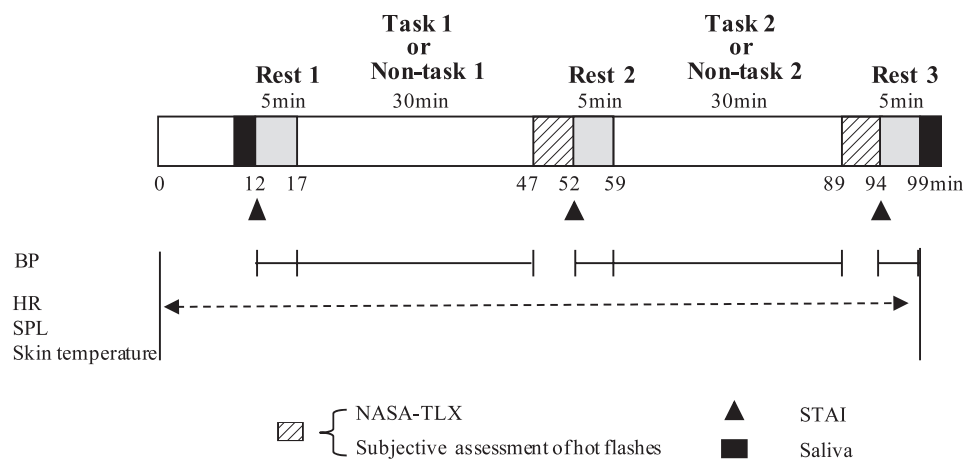 Task 1
or
Non-task 1
Task 2
or
Non-task 2
Rest 1
Rest 2
Rest 3
5min
30min
5min
30min
5min
0
12
17
47
52
59
89
94
99min
BP
HR
SPL
Skin temperature
NASA-TLX
Subjective assessment of hot flashes
STAI
Saliva